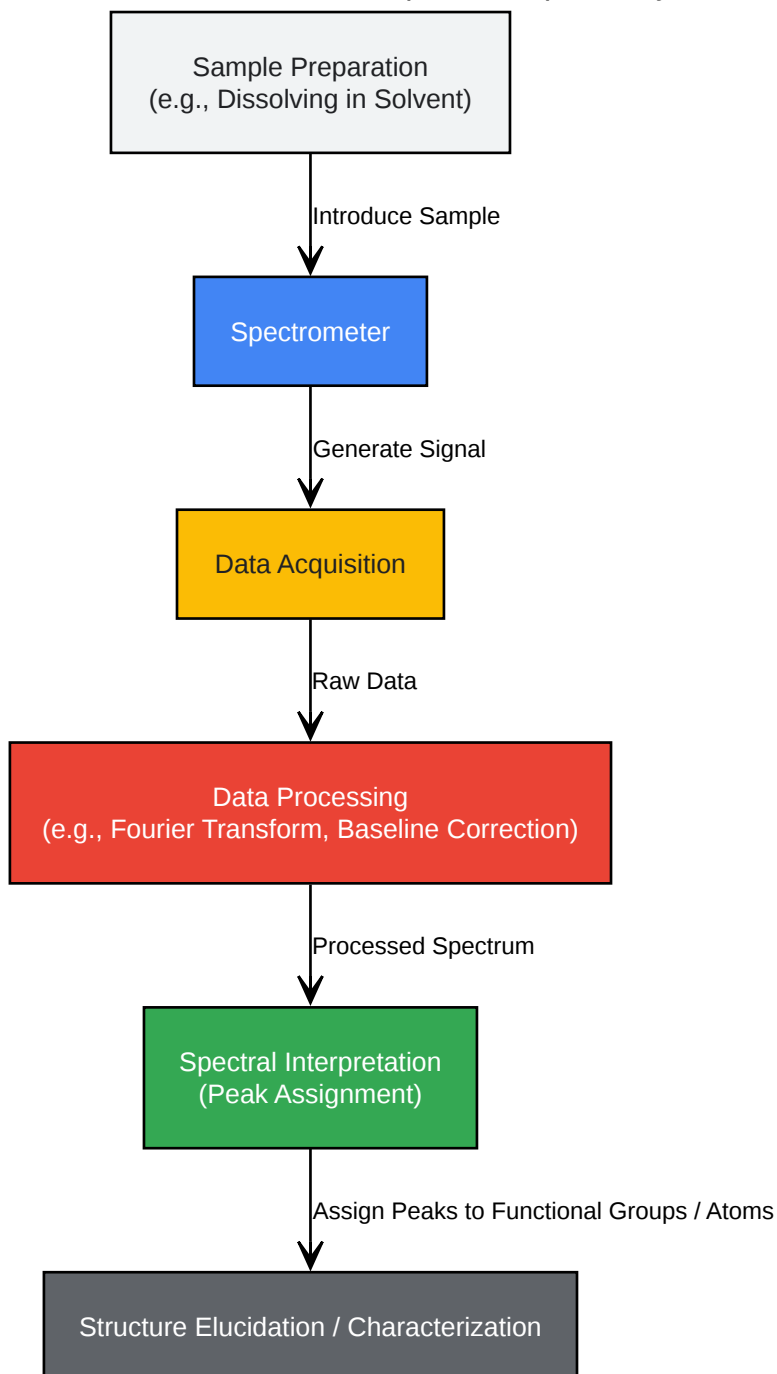 Sample Preparation
(e.g., Dissolving in Solvent)
Introduce Sample
Spectrometer
Generate Signal
Data Acquisition
Raw Data
Data Processing
(e.g., Fourier Transform, Baseline Correction)
Processed Spectrum
Spectral Interpretation
(Peak Assignment)
Assign Peaks to Functional Groups / Atoms
Structure Elucidation / Characterization